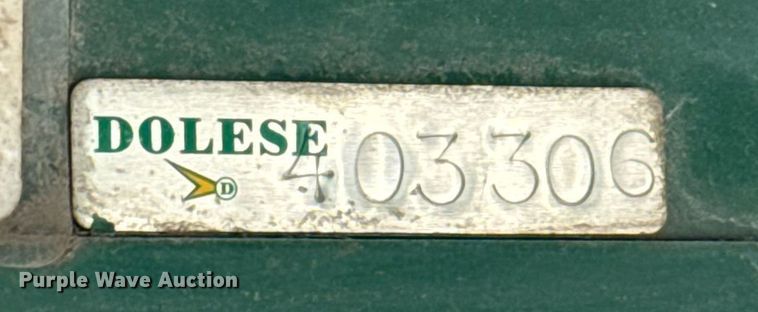 DOLESE 403306
D
Purple Wave Auction